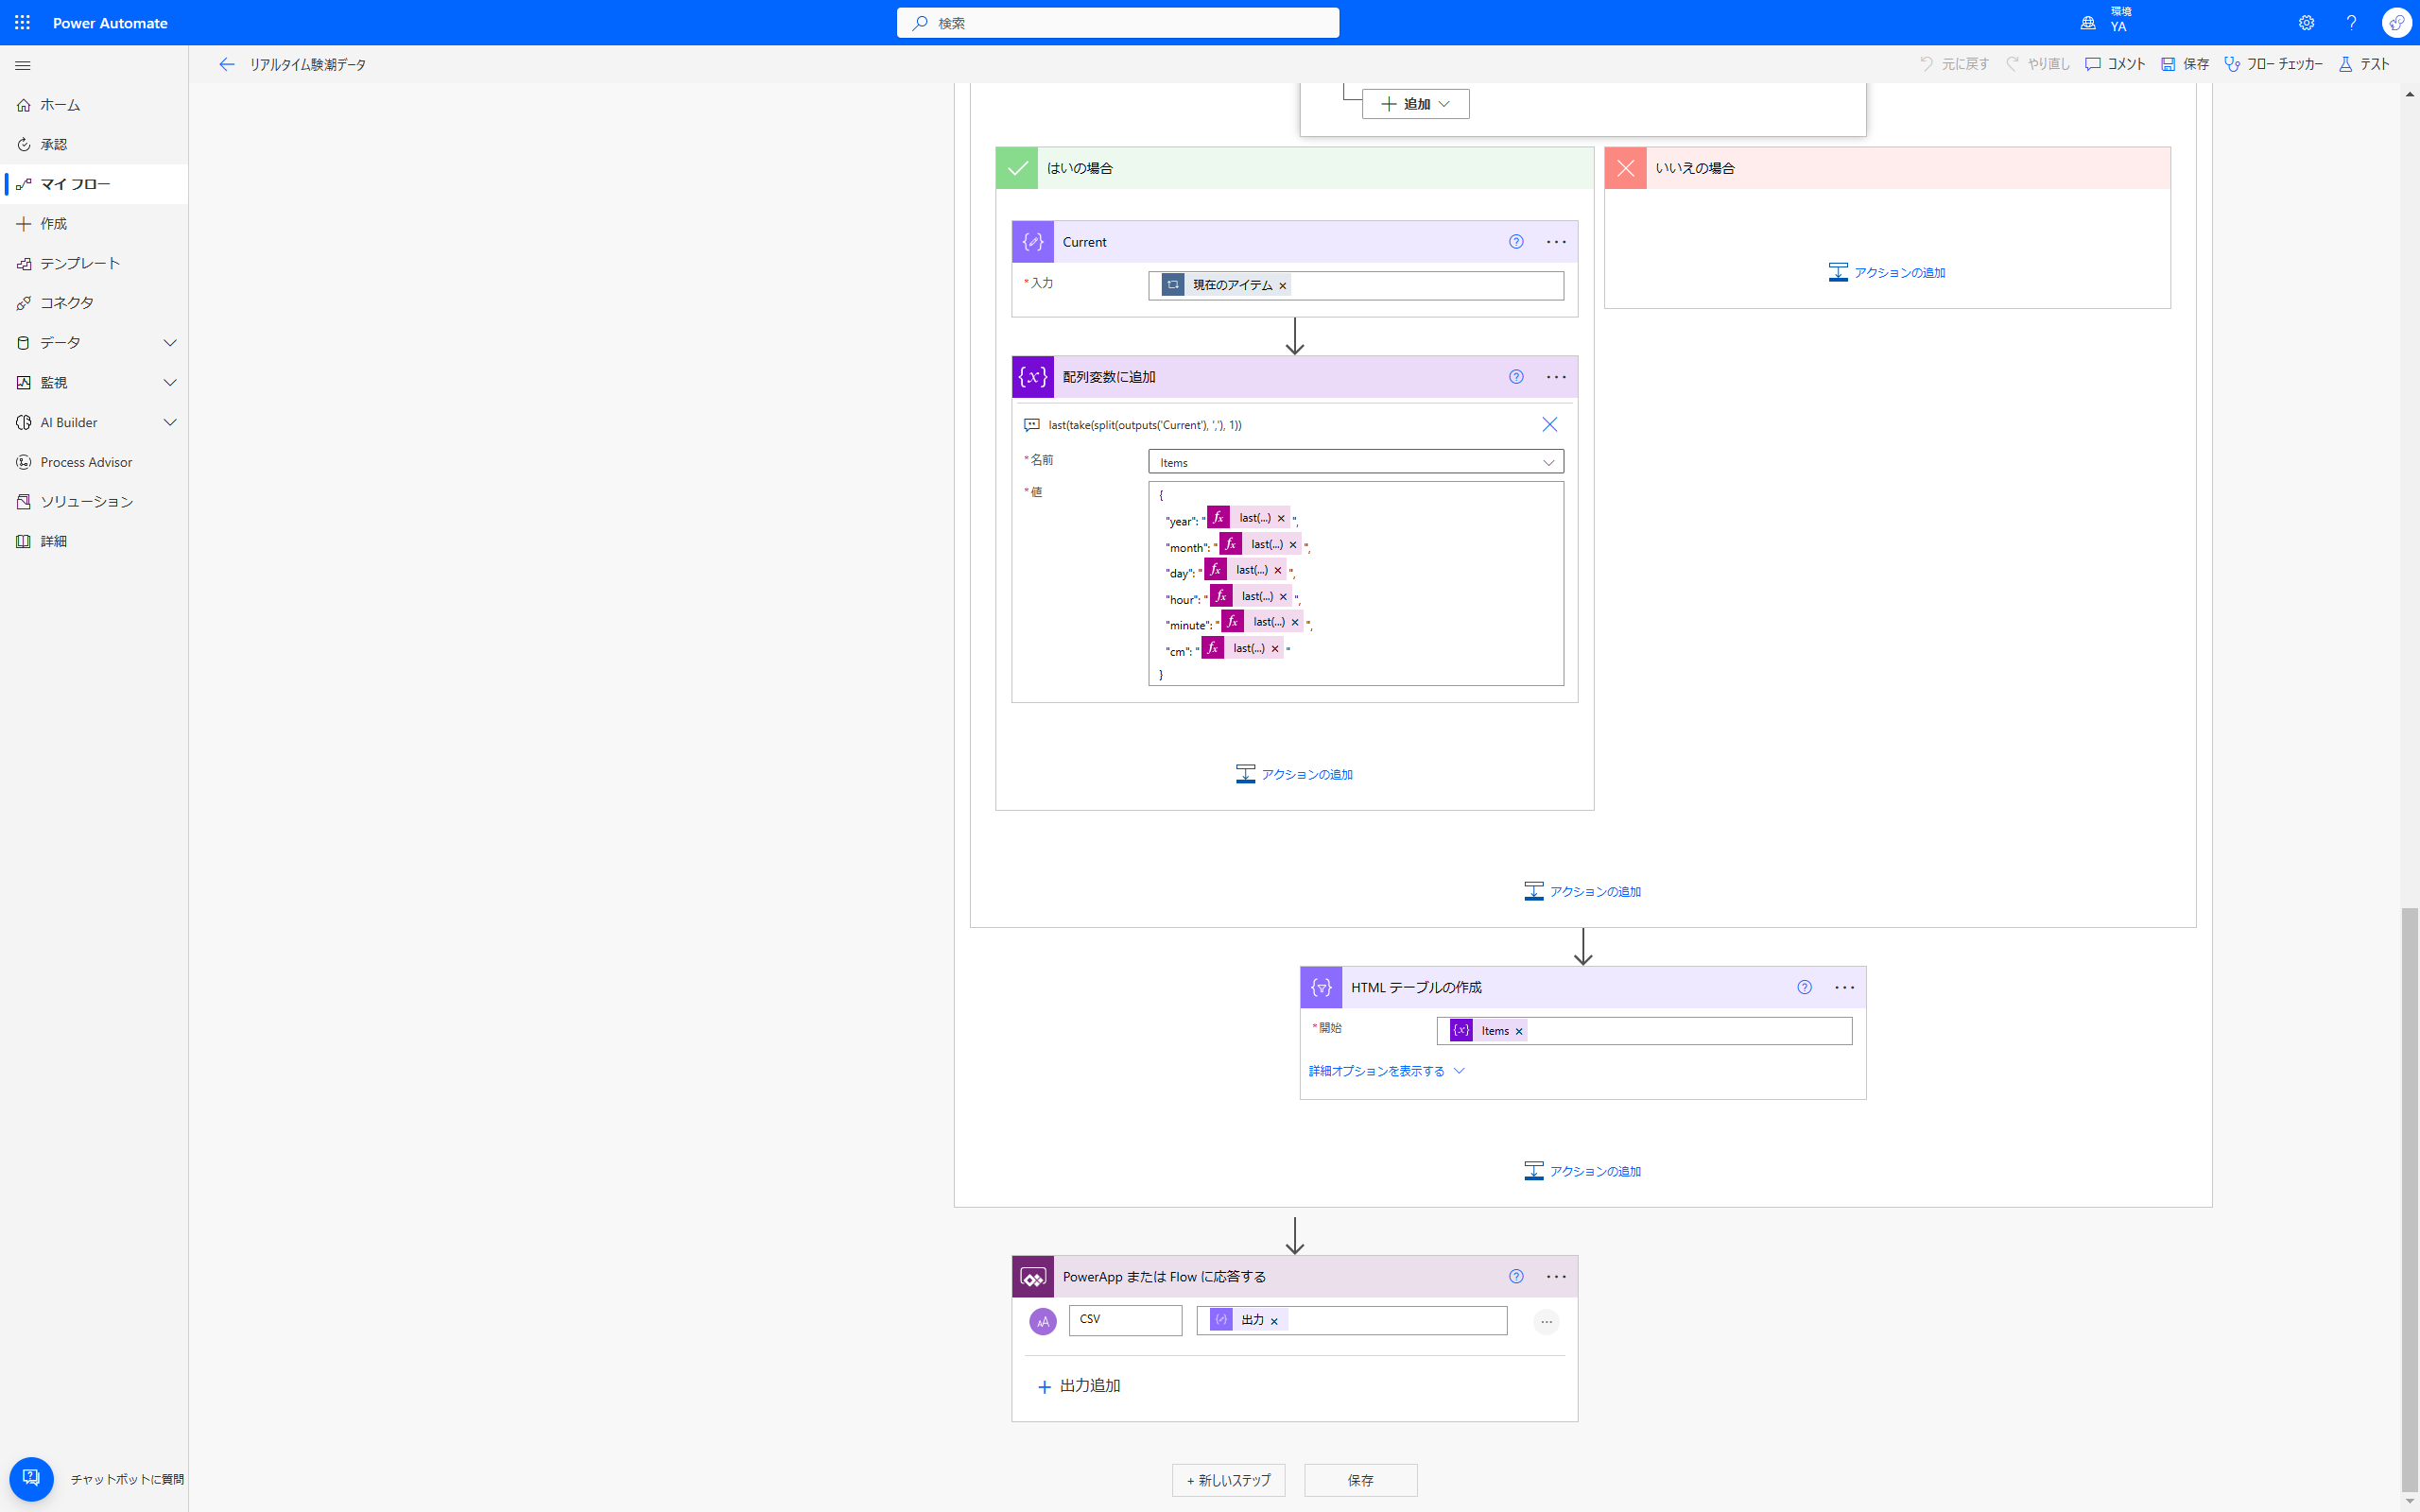 Power Automate
検索
環境
YA
リアルタイム験潮データ
元に戻す
やり直し
コメント
保存
フロー チェッカー
テスト
ホーム
承認
マイ フロー
作成
テンプレート
コネクタ
データ
監視
AI Builder
Process Advisor
ソリューション
詳細
チャットボットに質問
追加
はいの場合
いいえの場合
アクションの追加
Current
*入力
現在のアイテム
配列変数に追加
last(take(split(outputs('Current'), ','), 1))
*名前
Items
*値
{
"year": " last(...) ",
"month": " last(...) ",
"day": " last(...) ",
"hour": " last(...) ",
"minute": " last(...) ",
"cm": " last(...) "
}
アクションの追加
アクションの追加
HTML テーブルの作成
*開始
Items
詳細オプションを表示する
アクションの追加
PowerApp または Flow に応答する
CSV
出力
+ 出力追加
+ 新しいステップ
保存